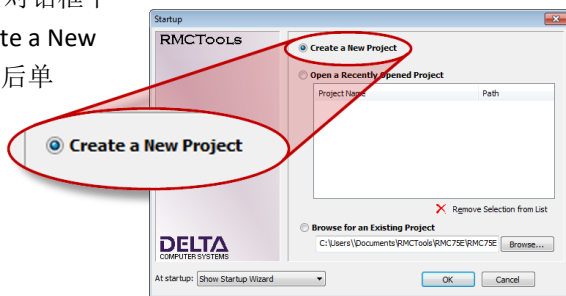 对话框中
te a New
后单
Startup
RMCTOOLS
Create a New Project
Open a Recently Opened Project
Project Name Path
Create a New Project
Remove Selection from List
Browse for an Existing Project
C:\Users\\Documents\RMCTools\RMC75E\RMC75E Browse...
DELTA
COMPUTER SYSTEMS
At startup: Show Startup Wizard OK Cancel